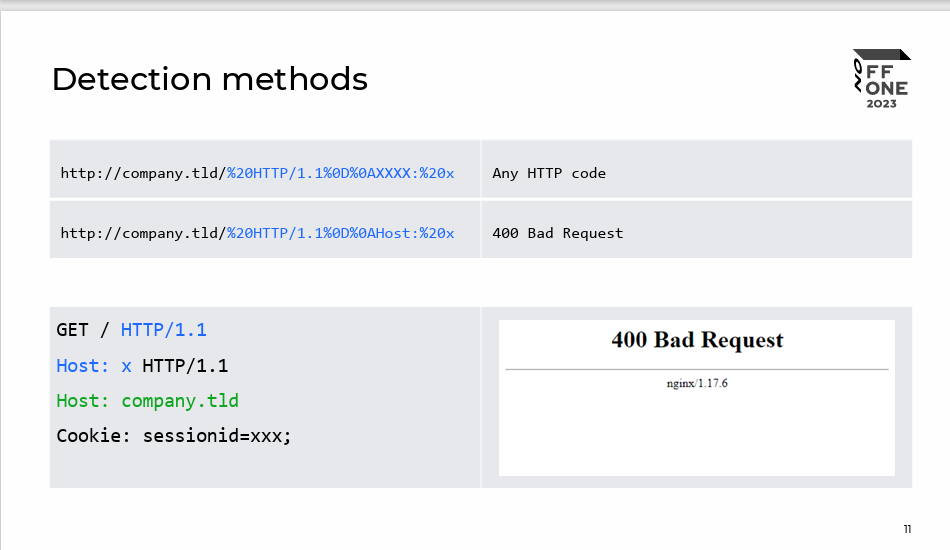 Detection methods
OFF
ZONE
2023
http://company.tld/%20HTTP/1.1%0D%0AXXXX:%20x
Any HTTP code
http://company.tld/%20HTTP/1.1%0D%0AHost:%20x
400 Bad Request
GET / HTTP/1.1
Host: x HTTP/1.1
Host: company.tld
Cookie: sessionid=xxx;
400 Bad Request
nginx/1.17.6
11